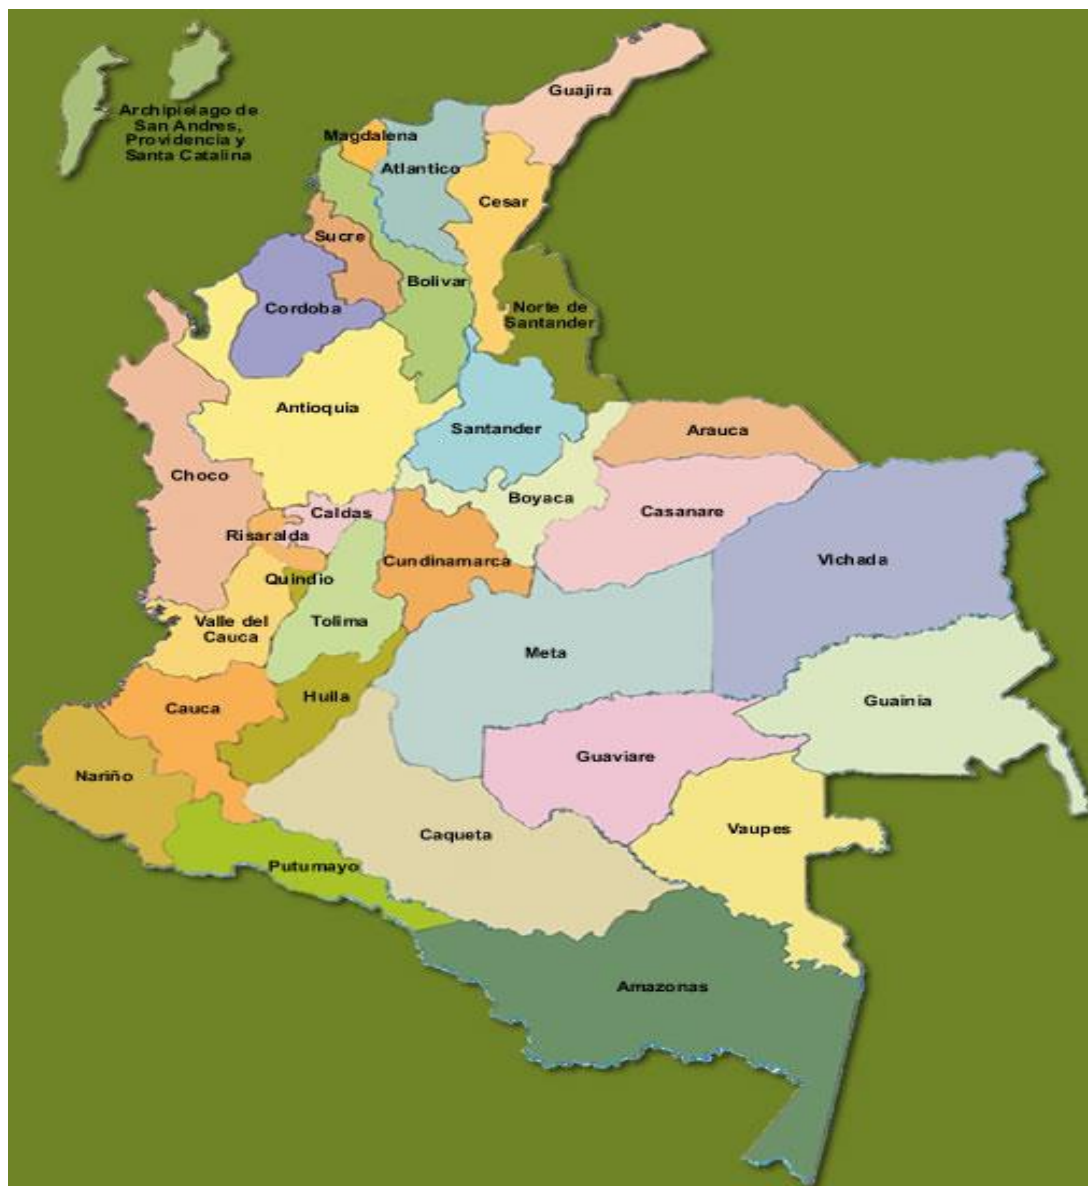 Guajira
Archipielago de
San Andres,
Providencia y
Santa Catalina
Magdalena
Atlantico
Cesar
Sucre
Bolivar
Cordoba
Norte de
Santander
Antioquia
Santander
Arauca
Choco
Boyaca
Caldas
Casanare
Risaralda
Cundinamarca
Vichada
Quindio
Valle del
Cauca
Tolima
Meta
Huila
Guainia
Cauca
Guaviare
Nariño
Vaupes
Caqueta
Putumayo
Amazonas